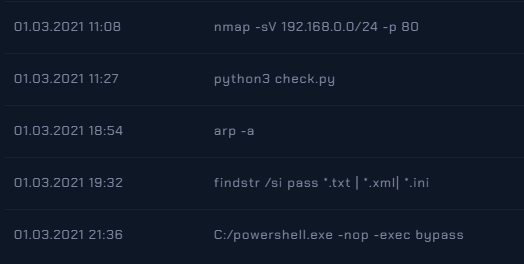 01.03.2021 11:08 nmap -sV 192.168.0.0/24 -p 80
01.03.2021 11:27 python3 check.py
01.03.2021 18:54 arp -a
01.03.2021 19:32 findstr /si pass *.txt | *.xml| *.ini
01.03.2021 21:36 C:/powershell.exe -nop -exec bypass